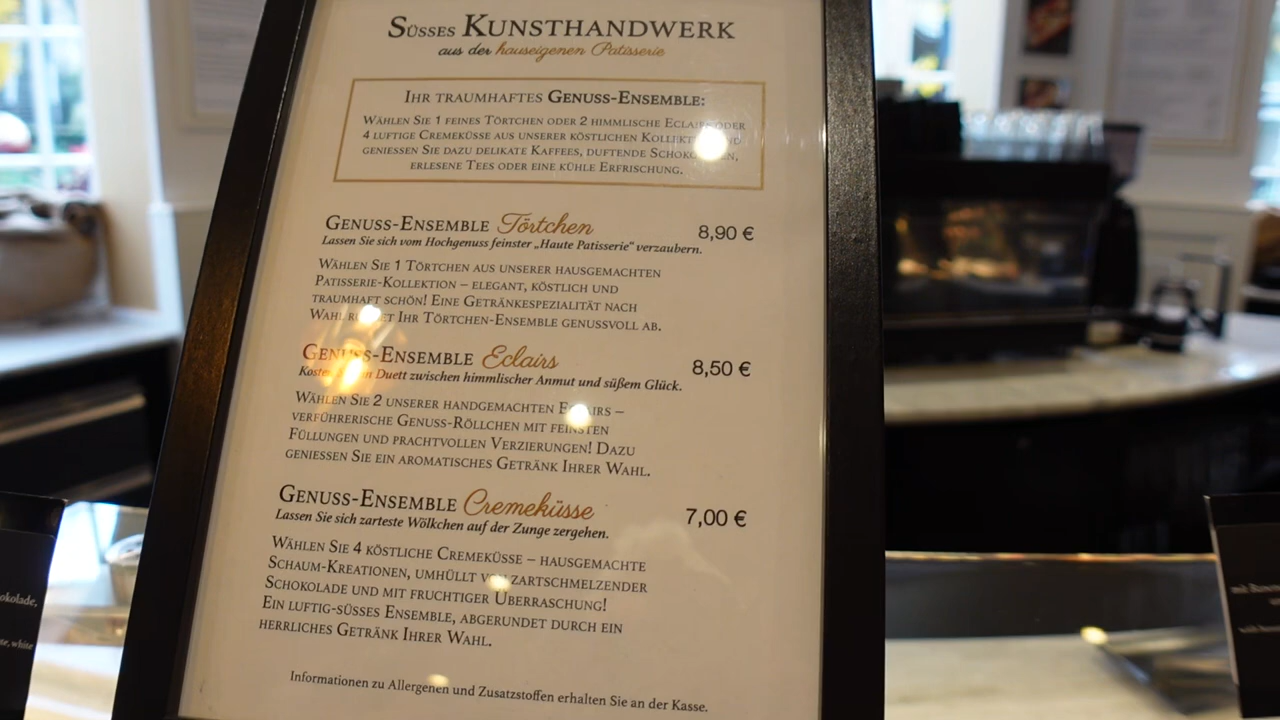 Süsses Kunsthandwerk
aus der hauseigenen Patisserie
Ihr traumhaftes Genuss-Ensemble:
Wählen Sie 1 feines Törtchen oder 2 himmlische Eclairs oder
4 luftige Cremeküsse aus unserer köstlichen
geniessen Sie dazu delikate Kaffees, duftende
erlesene Tees oder eine kühle Erfrischung.
Genuss-Ensemble Törtchen 8,90 €
Lassen Sie sich vom Hochgenuss feinster „Haute Patisserie“ verzaubern.
Wählen Sie 1 Törtchen aus unserer hausgemachten
Patisserie-Kollektion – elegant, köstlich und
traumhaft schön! Eine Getränkespezialität nach
Wahl rundet Ihr Törtchen-Ensemble genussvoll ab.
Genuss-Ensemble Eclairs 8,50 €
Kosten Duett zwischen himmlischer Anmut und süßem Glück.
Wählen Sie 2 unserer handgemachten Eclairs –
verführerische Genuss-Röllchen mit feinsten
Füllungen und prachtvollen Verzierungen! Dazu
geniessen Sie ein aromatisches Getränk Ihrer Wahl.
Genuss-Ensemble Cremeküsse 7,00 €
Lassen Sie sich zarteste Wölkchen auf der Zunge zergehen.
Wählen Sie 4 köstliche Cremeküsse – hausgemachte
Schaum-Kreationen, umhüllt von zartschmelzender
Schokolade und mit fruchtiger Überraschung!
Ein luftig-süsses Ensemble, abgerundet durch ein
herrliches Getränk Ihrer Wahl.
Informationen zu Allergenen und Zusatzstoffen erhalten Sie an der Kasse.